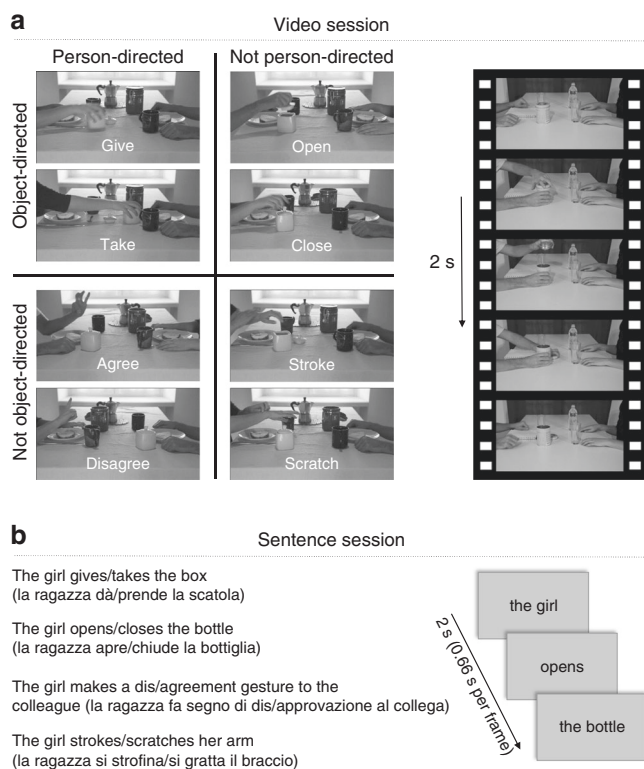 a
Video session
Person-directed
Not person-directed
Object-directed
Give
Open
Take
Close
2 s
Not object-directed
Agree
Stroke
Disagree
Scratch
b
Sentence session
The girl gives/takes the box
(la ragazza dà/prende la scatola)
The girl opens/closes the bottle
(la ragazza apre/chiude la bottiglia)
The girl makes a dis/agreement gesture to the
colleague (la ragazza fa segno di dis/approvazione al collega)
The girl strokes/scratches her arm
(la ragazza si strofina/si gratta il braccio)
2 s (0.66 s per frame)
the girl
opens
the bottle